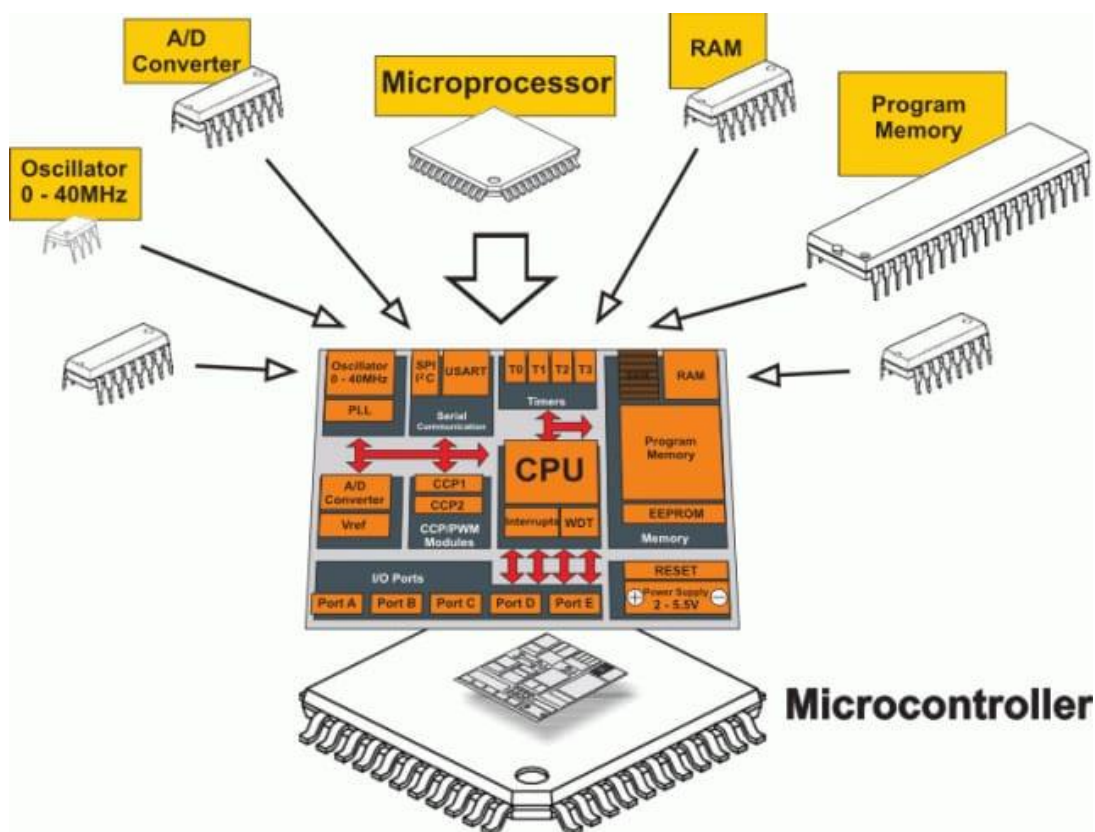 A/D
Converter
Microprocessor
RAM
Program
Memory
Oscillator
0 - 40MHz
Oscillator
0 - 40MHz
PLL
SPI
I²C
USART
Serial
Communication
T0
T1
T2
T3
Timers
RAM
Program
Memory
EEPROM
Memory
A/D
Converter
Vref
CCP1
CCP2
CCP/PWM
Modules
CPU
Interrupts
WDT
I/O Ports
Port A
Port B
Port C
Port D
Port E
RESET
Power Supply
2 - 5.5V
Microcontroller